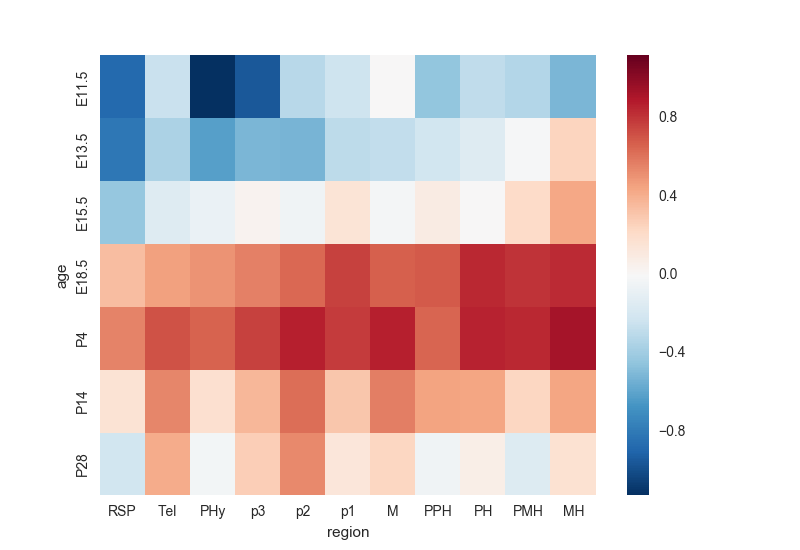 E11.5
E13.5
E15.5
E18.5
P4
P14
P28
age
RSP Tel PHy p3 p2 p1 M PPH PH PMH MH
region
0.8
0.4
0.0
−0.4
−0.8